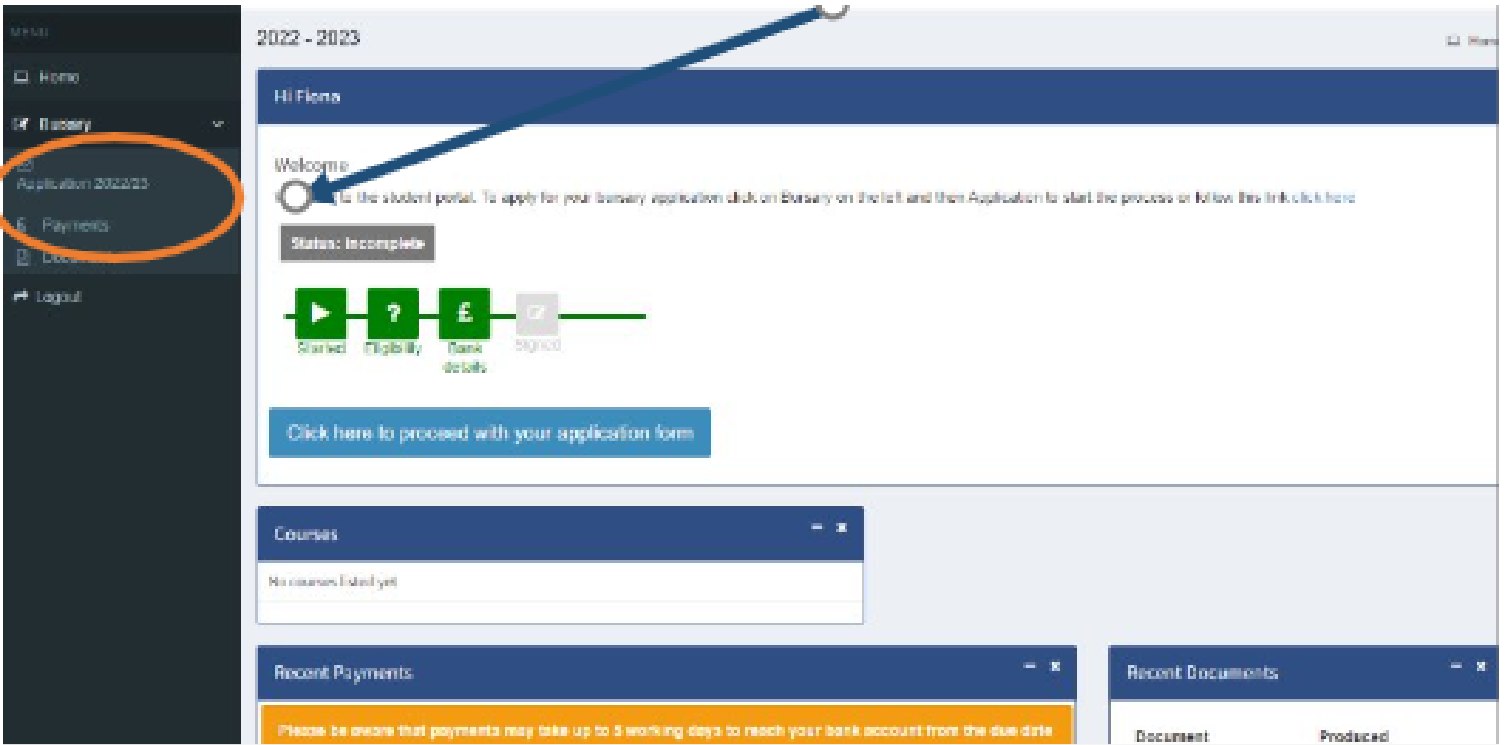 MENU
Home
Bursary
Application 2022/23
£ Payments
Logout
2022 - 2023
Home
Hi Fiona
Welcome
to the student portal. To apply for your bursary application click on Bursary on the left and then Application to start the process or follow this link click here
Status: Incomplete
? £
Started Eligibility Bank details Signed
Click here to proceed with your application form
Courses
No courses listed yet
Recent Payments
Please be aware that payments may take up to 5 working days to reach your bank account from the due date
Recent Documents
Document Produced